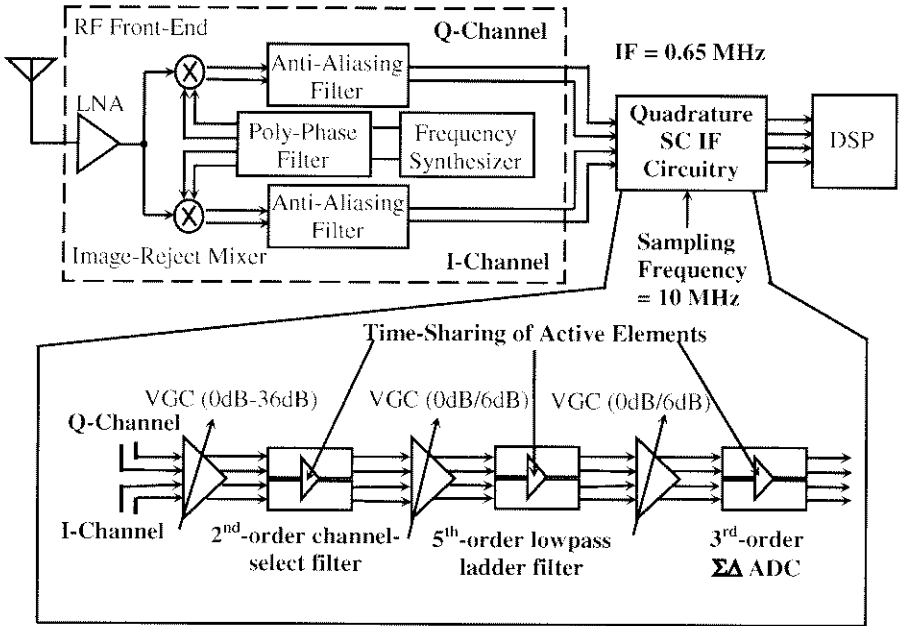 RF Front-End
Q-Channel
IF = 0.65 MHz
LNA
X
Anti-Aliasing
Filter
Poly-Phase
Filter
Frequency
Synthesizer
Quadrature
SC IF
Circuitry
DSP
X
Anti-Aliasing
Filter
Image-Reject Mixer
I-Channel
Sampling
Frequency
= 10 MHz
Time-Sharing of Active Elements
VGC (0dB-36dB)
VGC (0dB/6dB)
VGC (0dB/6dB)
Q-Channel
I-Channel
2nd-order channel-
select filter
5th-order lowpass
ladder filter
3rd-order
ΣΔ ADC